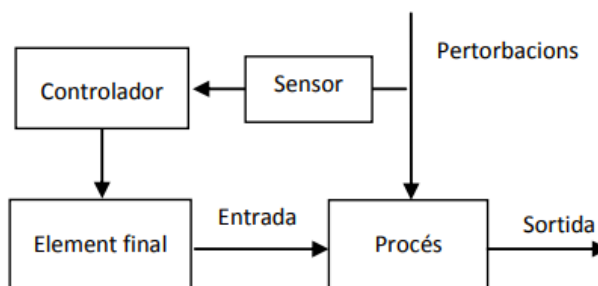 Pertorbacions
Controlador
Sensor
Entrada
Sortida
Element final
Procés